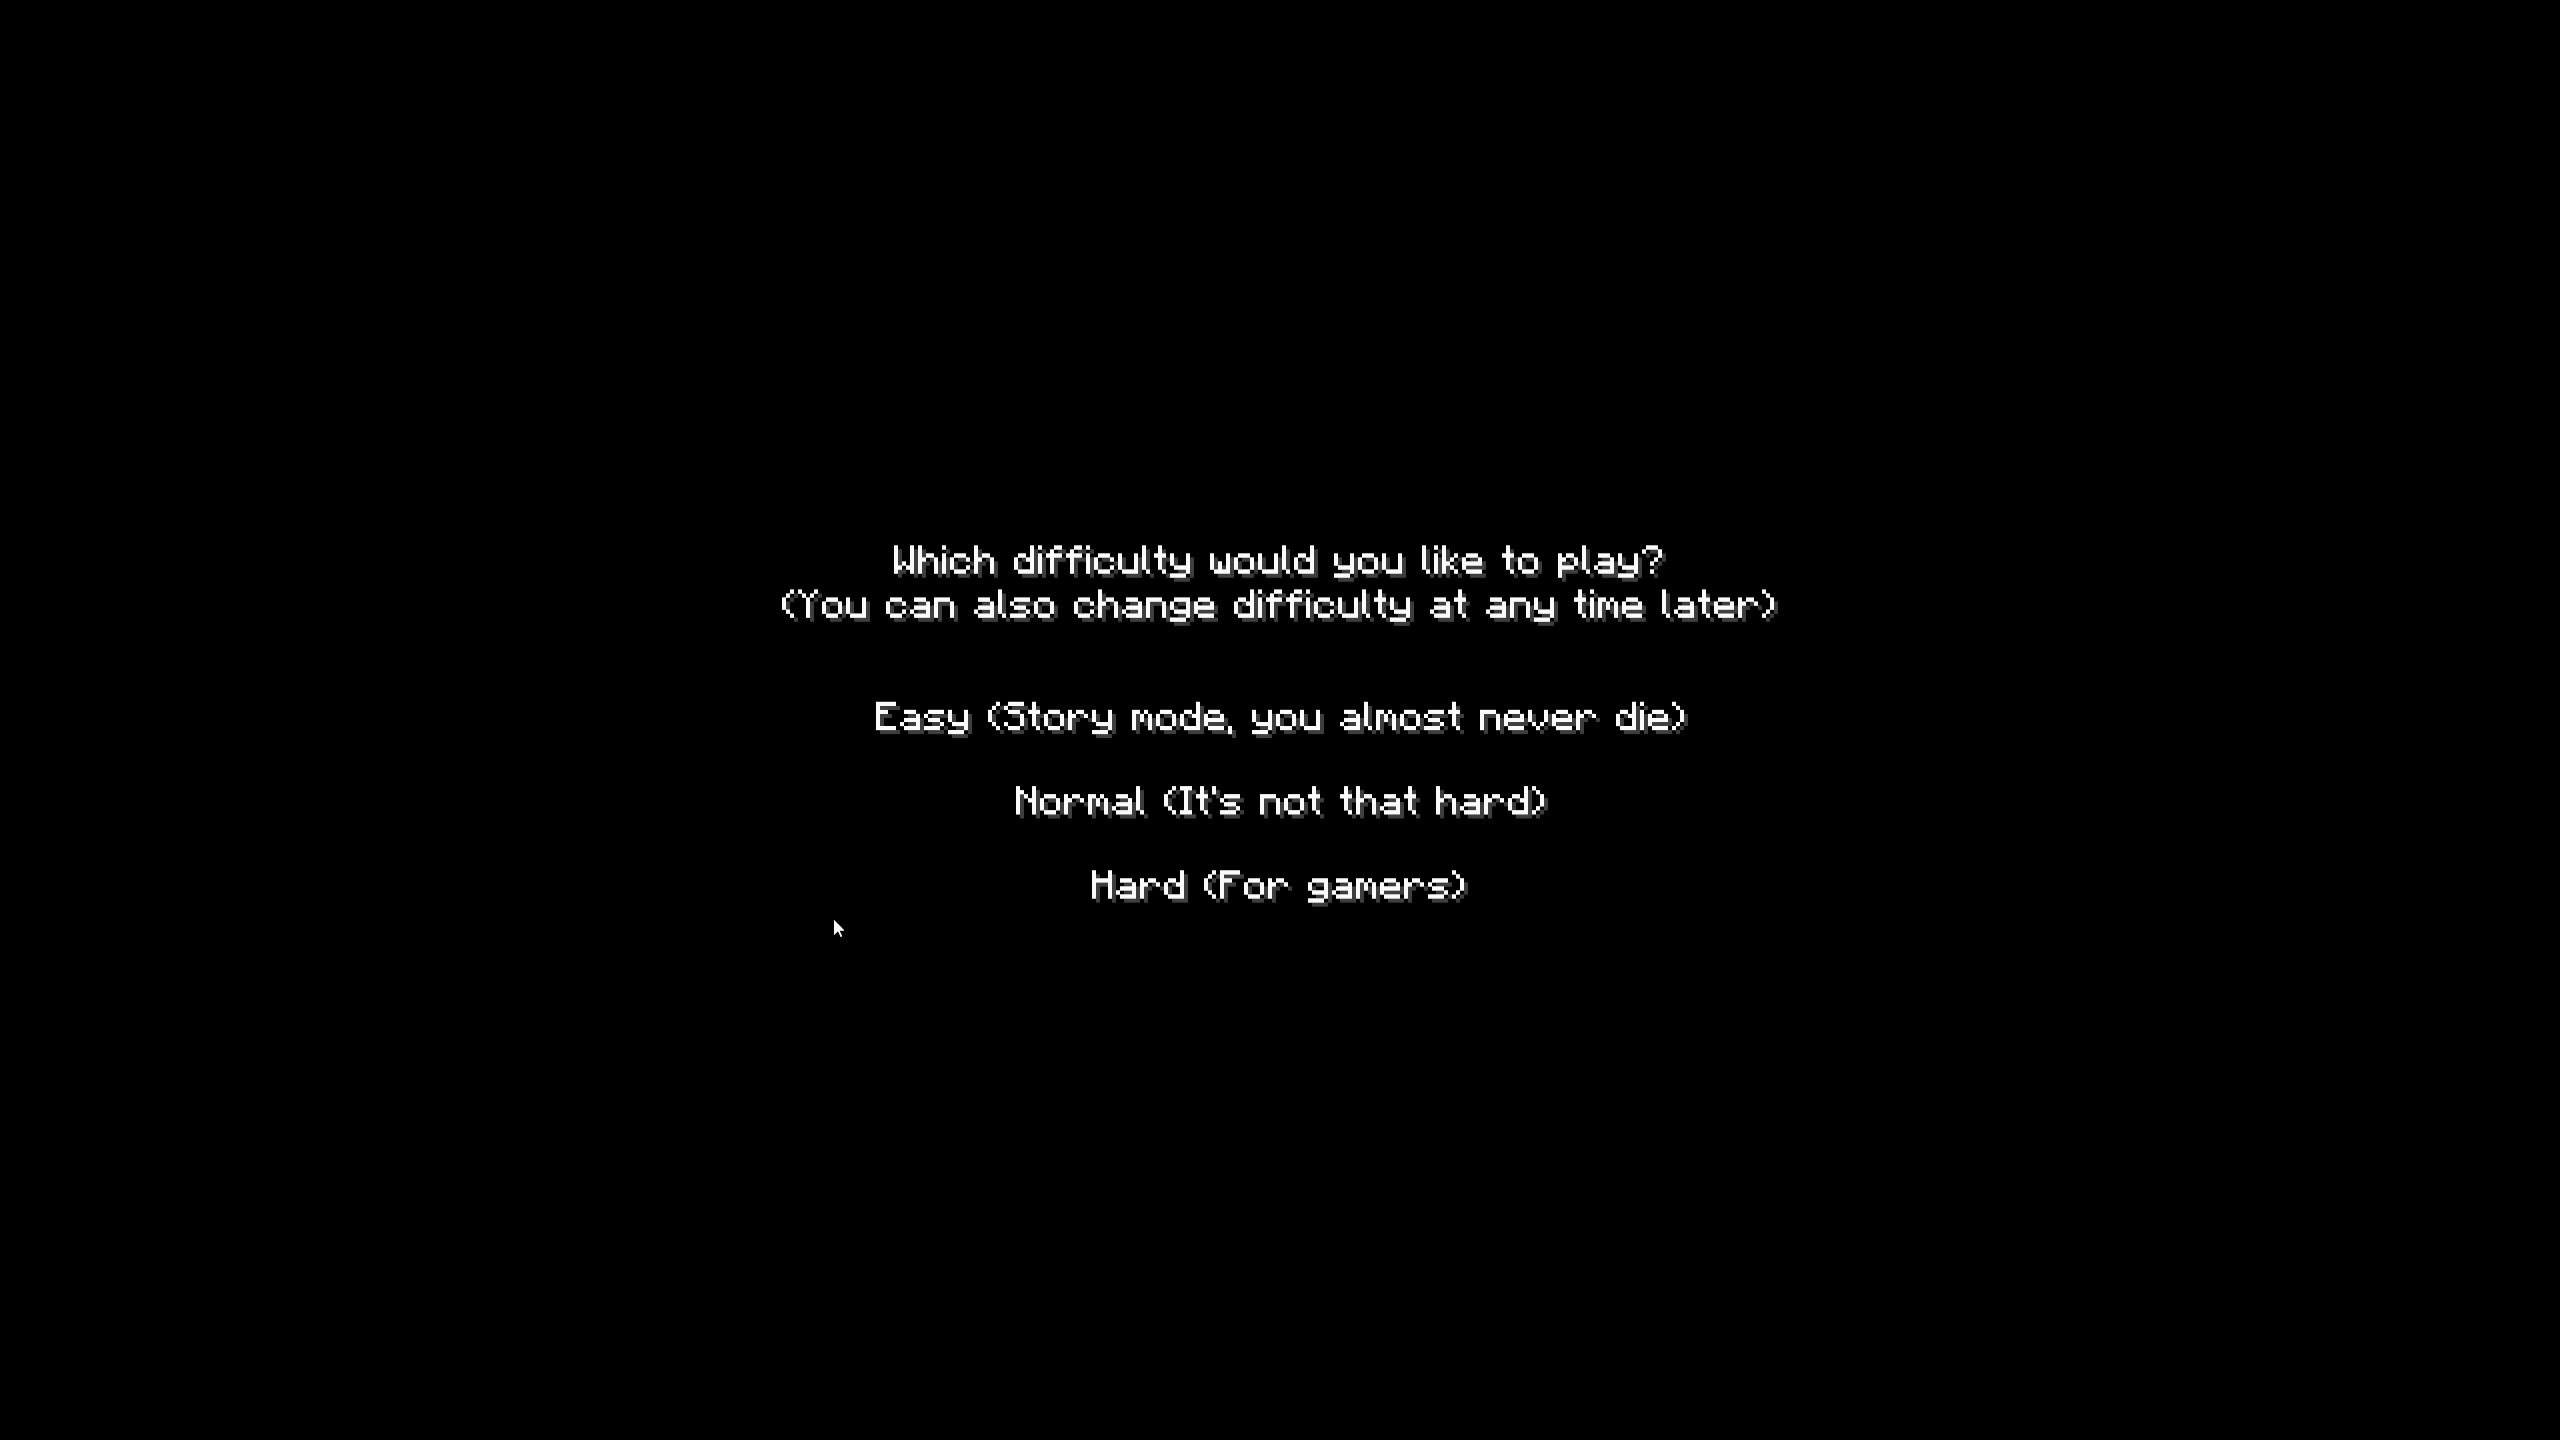 Which difficulty would you like to play?
(You can also change difficulty at any time later)
Easy (Story mode, you almost never die)
Normal (It's not that hard)
Hard (For gamers)